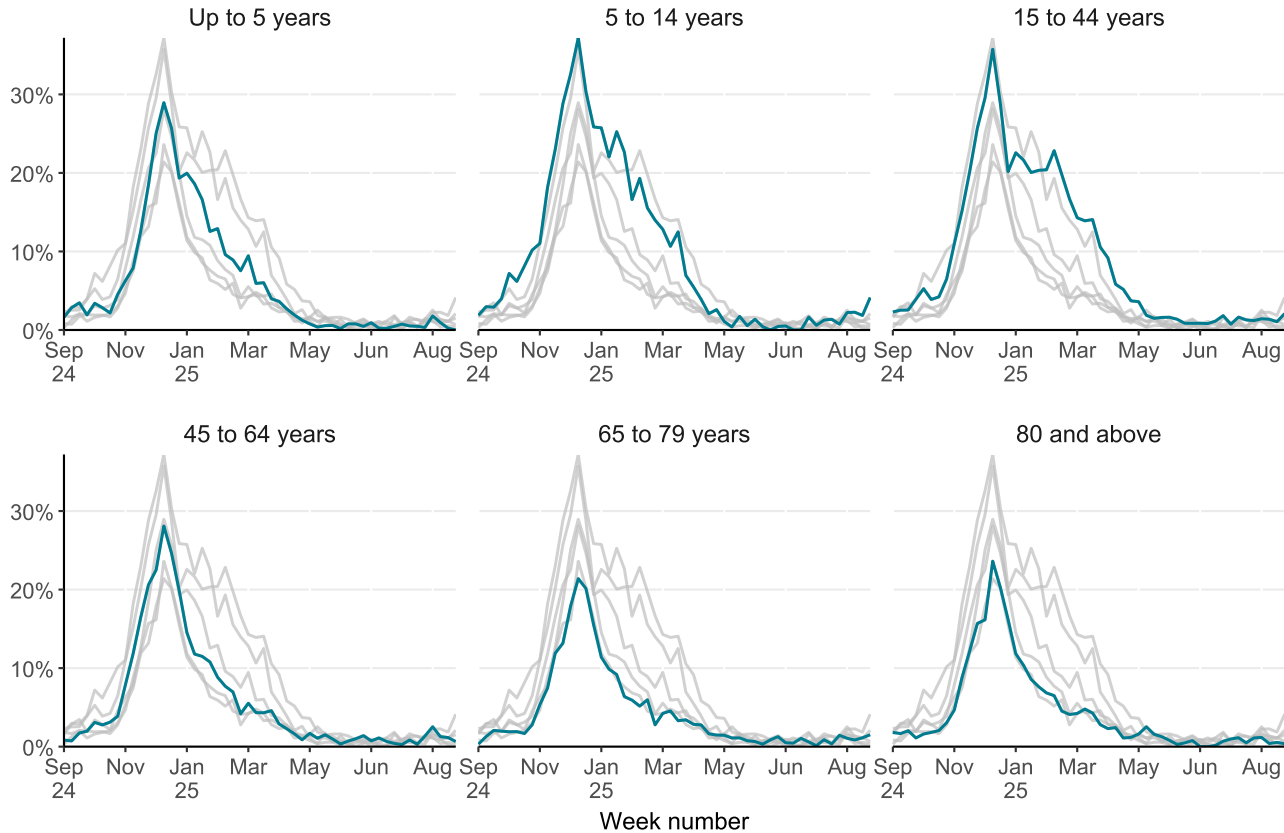 Up to 5 years 5 to 14 years 15 to 44 years
30%
20%
10%
0%
Sep Nov Jan Mar May Jun Aug Sep Nov Jan Mar May Jun Aug Sep Nov Jan Mar May Jun Aug
24 25 24 25 24 25
45 to 64 years 65 to 79 years 80 and above
30%
20%
10%
0%
Sep Nov Jan Mar May Jun Aug Sep Nov Jan Mar May Jun Aug Sep Nov Jan Mar May Jun Aug
24 25 24 25 24 25
Week number